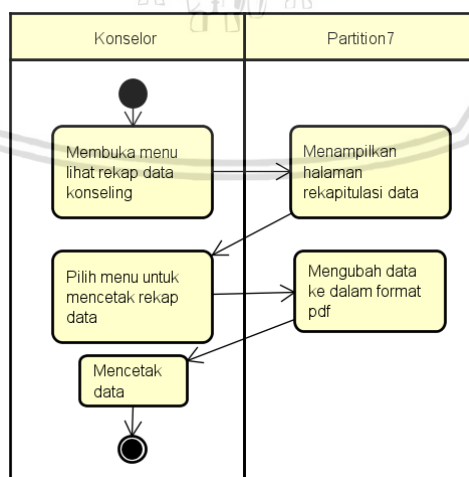 Konselor
Partition7
Membuka menu
lihat rekap data
konseling
Menampilkan
halaman
rekapitulasi data
Pilih menu untuk
mencetak rekap
data
Mengubah data
ke dalam format
pdf
Mencetak
data